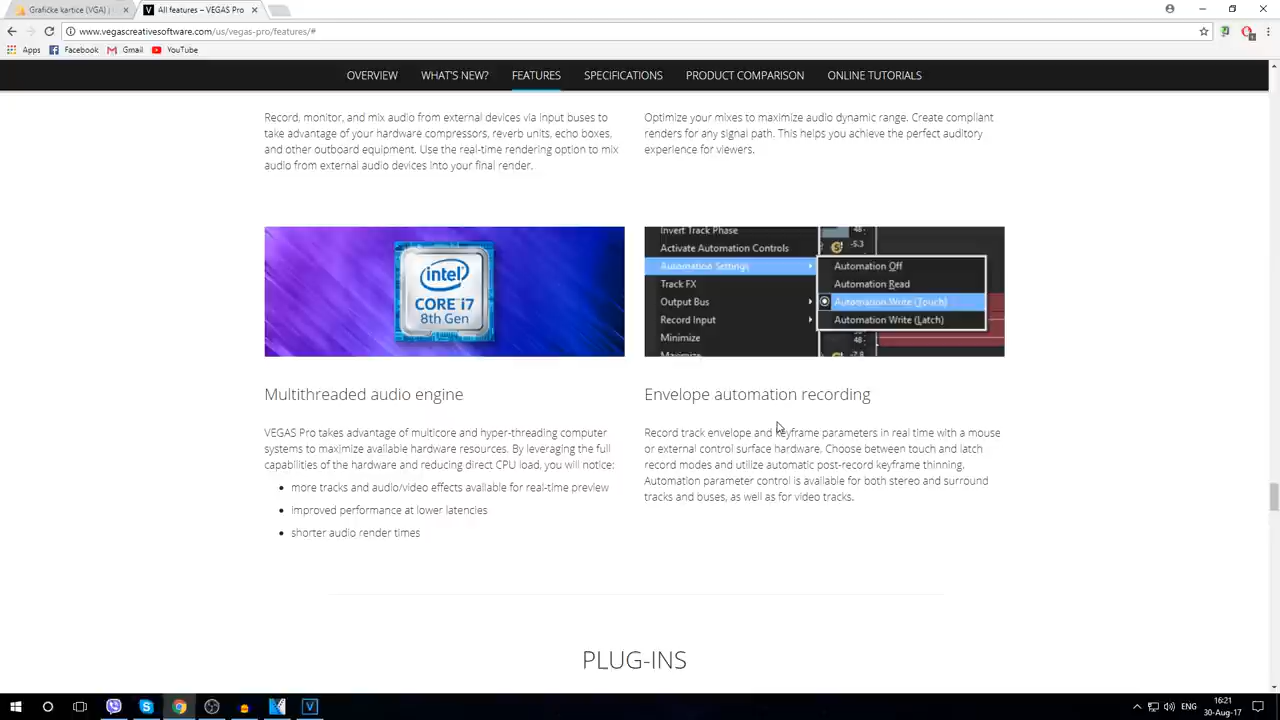 Grafičke kartice (VGA)
All features – VEGAS Pro
www.vegascreativesoftware.com/us/vegas-pro/features/#
Apps Facebook Gmail YouTube
OVERVIEW WHAT'S NEW? FEATURES SPECIFICATIONS PRODUCT COMPARISON ONLINE TUTORIALS
Record, monitor, and mix audio from external devices via input buses to
take advantage of your hardware compressors, reverb units, echo boxes,
and other outboard equipment. Use the real-time rendering option to mix
audio from external audio devices into your final render.
Optimize your mixes to maximize audio dynamic range. Create compliant
renders for any signal path. This helps you achieve the perfect auditory
experience for viewers.
intel
CORE i7
8th Gen
Invert Track Phase
Activate Automation Controls
Automation Settings
Track FX
Output Bus
Record Input
Minimize
Maximize
Automation Off
Automation Read
Automation Write (Touch)
Automation Write (Latch)
48
-5.3
48
36
-7.8
Multithreaded audio engine
VEGAS Pro takes advantage of multicore and hyper-threading computer
systems to maximize available hardware resources. By leveraging the full
capabilities of the hardware and reducing direct CPU load, you will notice:
more tracks and audio/video effects available for real-time preview
improved performance at lower latencies
shorter audio render times
Envelope automation recording
Record track envelope and keyframe parameters in real time with a mouse
or external control surface hardware. Choose between touch and latch
record modes and utilize automatic post-record keyframe thinning.
Automation parameter control is available for both stereo and surround
tracks and buses, as well as for video tracks.
PLUG-INS
ENG
16:21
30-Aug-17